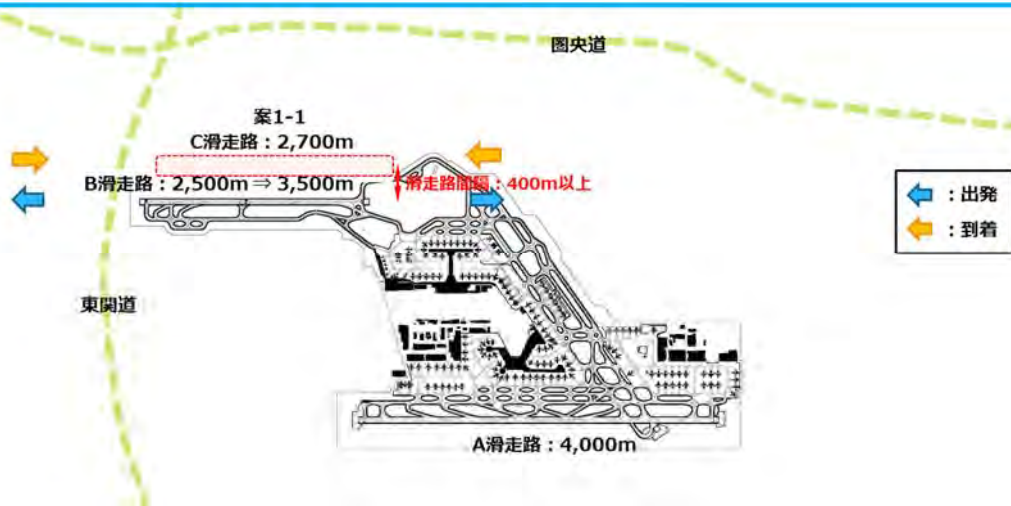 圏央道
案1-1
C滑走路：2,700m
B滑走路：2,500m⇒3,500m
滑走路間隔：400m以上
：出発
：到着
東関道
A滑走路：4,000m